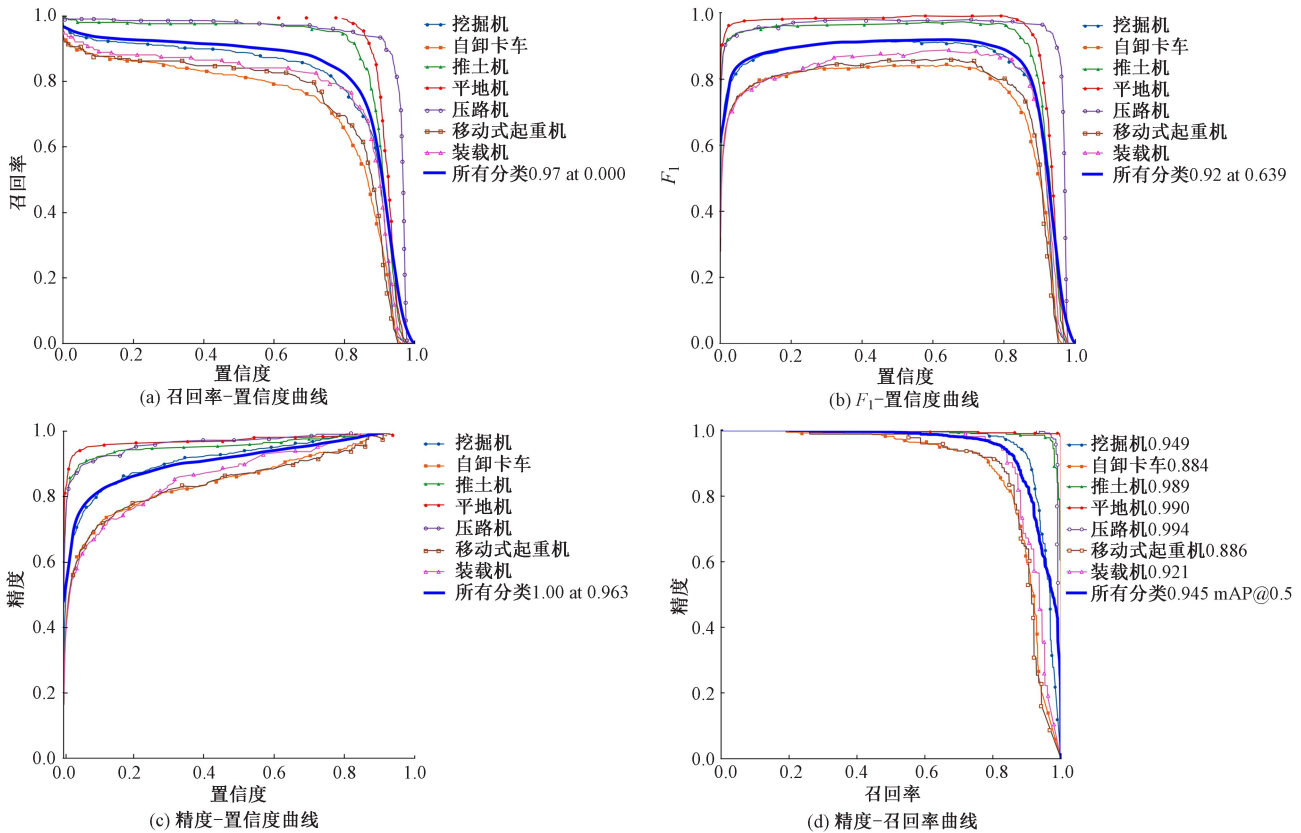 1.0
0.8
0.6
0.4
0.2
0.0
召回率
0.0 0.2 0.4 0.6 0.8 1.0
置信度
(a) 召回率-置信度曲线
挖掘机
自卸卡车
推土机
平地机
压路机
移动式起重机
装载机
所有分类0.97 at 0.000
1.0
0.8
0.6
0.4
0.2
0.0
F1
0.0 0.2 0.4 0.6 0.8 1.0
置信度
(b) F1-置信度曲线
挖掘机
自卸卡车
推土机
平地机
压路机
移动式起重机
装载机
所有分类0.92 at 0.639
1.0
0.8
0.6
0.4
0.2
0.0
精度
0.0 0.2 0.4 0.6 0.8 1.0
置信度
(c) 精度-置信度曲线
挖掘机
自卸卡车
推土机
平地机
压路机
移动式起重机
装载机
所有分类1.00 at 0.963
1.0
0.8
0.6
0.4
0.2
0.0
精度
0.0 0.2 0.4 0.6 0.8 1.0
召回率
(d) 精度-召回率曲线
挖掘机0.949
自卸卡车0.884
推土机0.989
平地机0.990
压路机0.994
移动式起重机0.886
装载机0.921
所有分类0.945 mAP@0.5